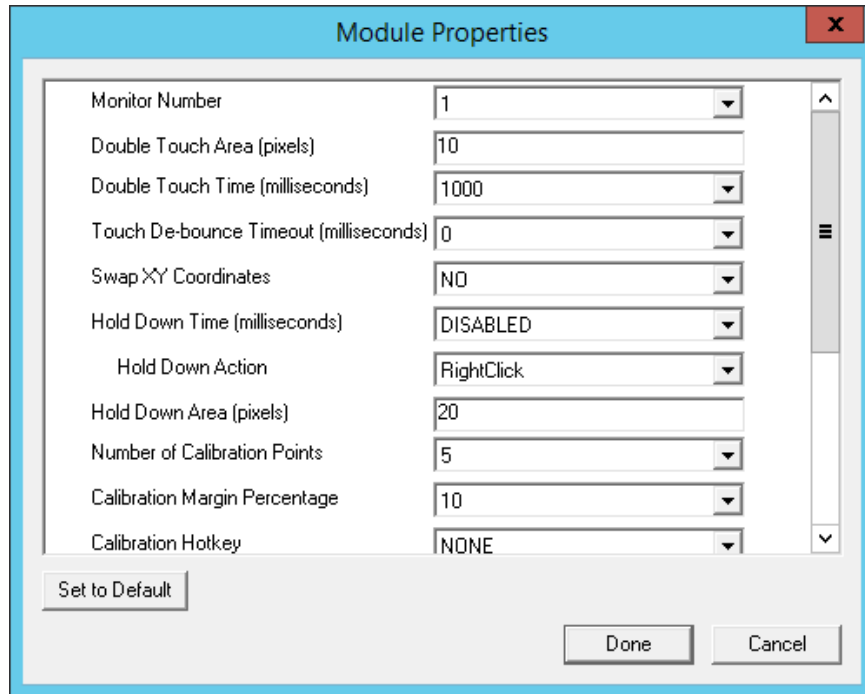 Module Properties
x
Monitor Number 1
Double Touch Area (pixels) 10
Double Touch Time (milliseconds) 1000
Touch De-bounce Timeout (milliseconds) 0
Swap XY Coordinates NO
Hold Down Time (milliseconds) DISABLED
Hold Down Action RightClick
Hold Down Area (pixels) 20
Number of Calibration Points 5
Calibration Margin Percentage 10
Calibration Hotkey NONE
Set to Default
Done Cancel